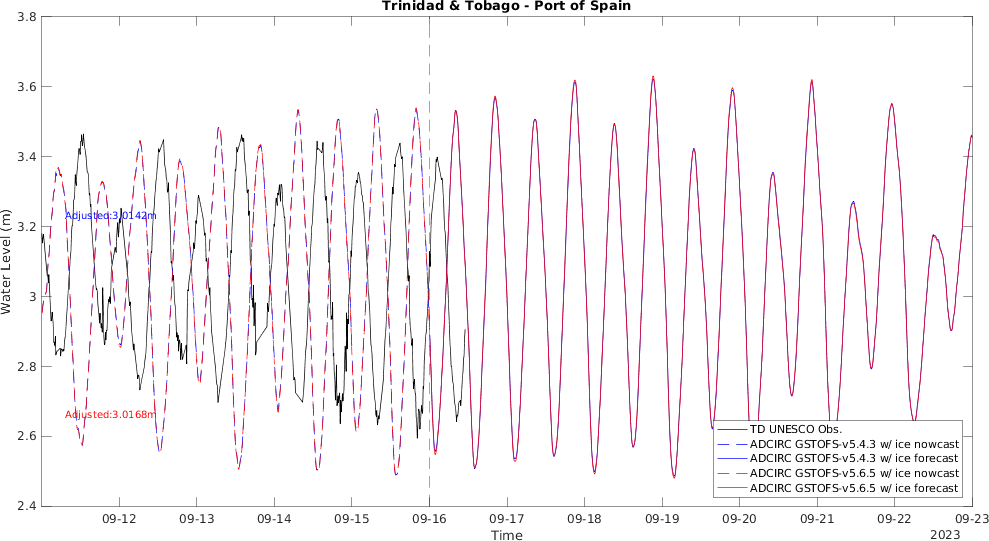 Trinidad & Tobago - Port of Spain
3.8
3.6
3.4
3.2
3
2.8
2.6
2.4
Water Level (m)
Adjusted:3.0142m
Adjusted:3.0168m
TD UNESCO Obs.
ADCIRC GSTOFS-v5.4.3 w/ ice nowcast
ADCIRC GSTOFS-v5.4.3 w/ ice forecast
ADCIRC GSTOFS-v5.6.5 w/ ice nowcast
ADCIRC GSTOFS-v5.6.5 w/ ice forecast
09-12 09-13 09-14 09-15 09-16 09-17 09-18 09-19 09-20 09-21 09-22 09-23
Time
2023